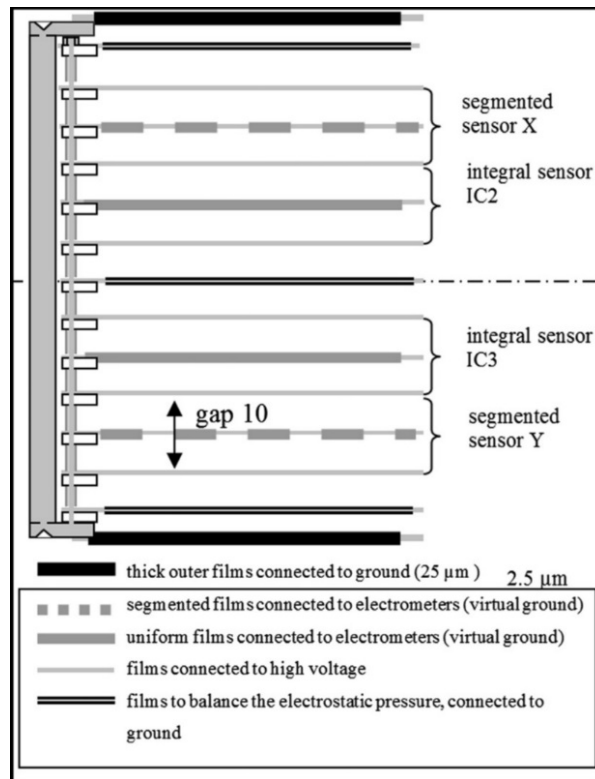 segmented
sensor X
integral sensor
IC2
integral sensor
IC3
gap 10
segmented
sensor Y
thick outer films connected to ground (25 µm )
2.5 µm
segmented films connected to electrometers (virtual ground)
uniform films connected to electrometers (virtual ground)
films connected to high voltage
films to balance the electrostatic pressure, connected to
ground